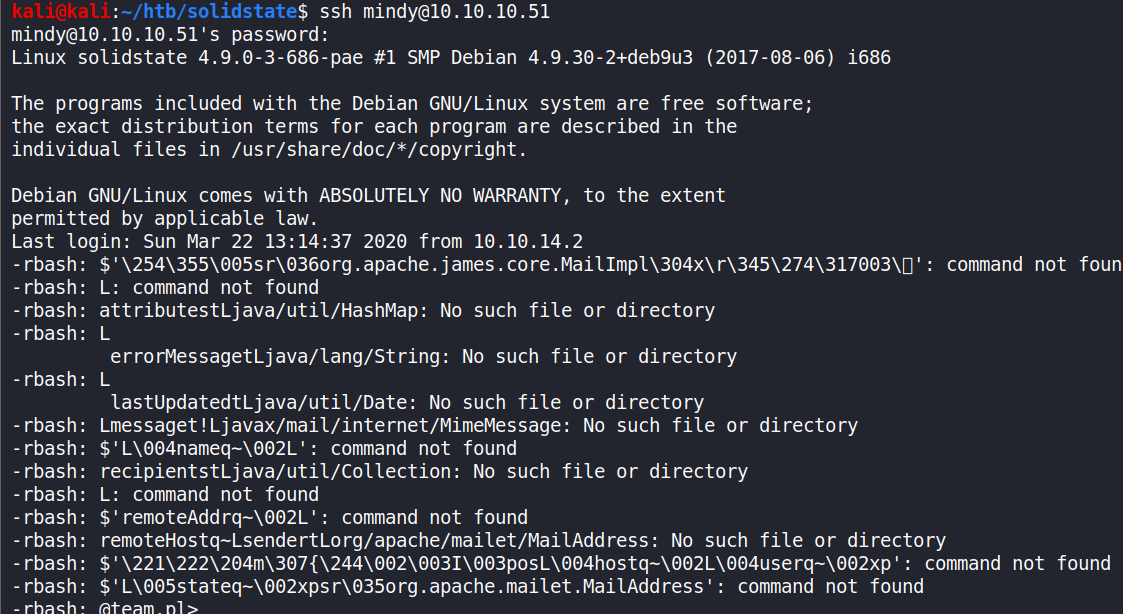 kali@kali:~/htb/solidstate$ ssh mindy@10.10.10.51
mindy@10.10.10.51's password:
Linux solidstate 4.9.0-3-686-pae #1 SMP Debian 4.9.30-2+deb9u3 (2017-08-06) i686
The programs included with the Debian GNU/Linux system are free software;
the exact distribution terms for each program are described in the
individual files in /usr/share/doc/*/copyright.
Debian GNU/Linux comes with ABSOLUTELY NO WARRANTY, to the extent
permitted by applicable law.
Last login: Sun Mar 22 13:14:37 2020 from 10.10.14.2
-rbash: $'\254\355\005sr\036org.apache.james.core.MailImpl\304x\r\345\274\317003\▯': command not foun
-rbash: L: command not found
-rbash: attributestLjava/util/HashMap: No such file or directory
-rbash: L
errorMessagetLjava/lang/String: No such file or directory
-rbash: L
lastUpdatedtLjava/util/Date: No such file or directory
-rbash: Lmessaget!Ljavax/mail/internet/MimeMessage: No such file or directory
-rbash: $'L\004nameq~\002L': command not found
-rbash: recipientstLjava/util/Collection: No such file or directory
-rbash: L: command not found
-rbash: $'remoteAddrq~\002L': command not found
-rbash: remoteHostq~LsendertLorg/apache/mailet/MailAddress: No such file or directory
-rbash: $'\221\222\204m\307{\244\002\003I\003posL\004hostq~\002L\004userq~\002xp': command not found
-rbash: $'L\005stateq~\002xpsr\035org.apache.mailet.MailAddress': command not found
-rbash: @team.pl>